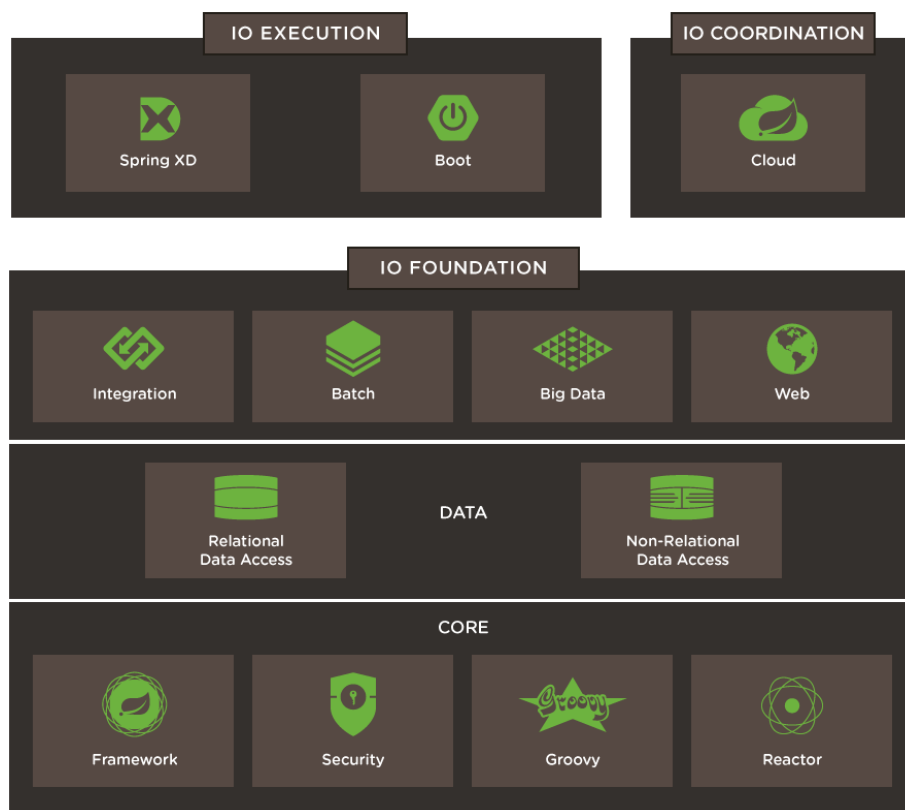 IO EXECUTION
IO COORDINATION
Spring XD
Boot
Cloud
IO FOUNDATION
Integration
Batch
Big Data
Web
DATA
Relational
Data Access
Non-Relational
Data Access
CORE
Groovy
Framework
Security
Groovy
Reactor